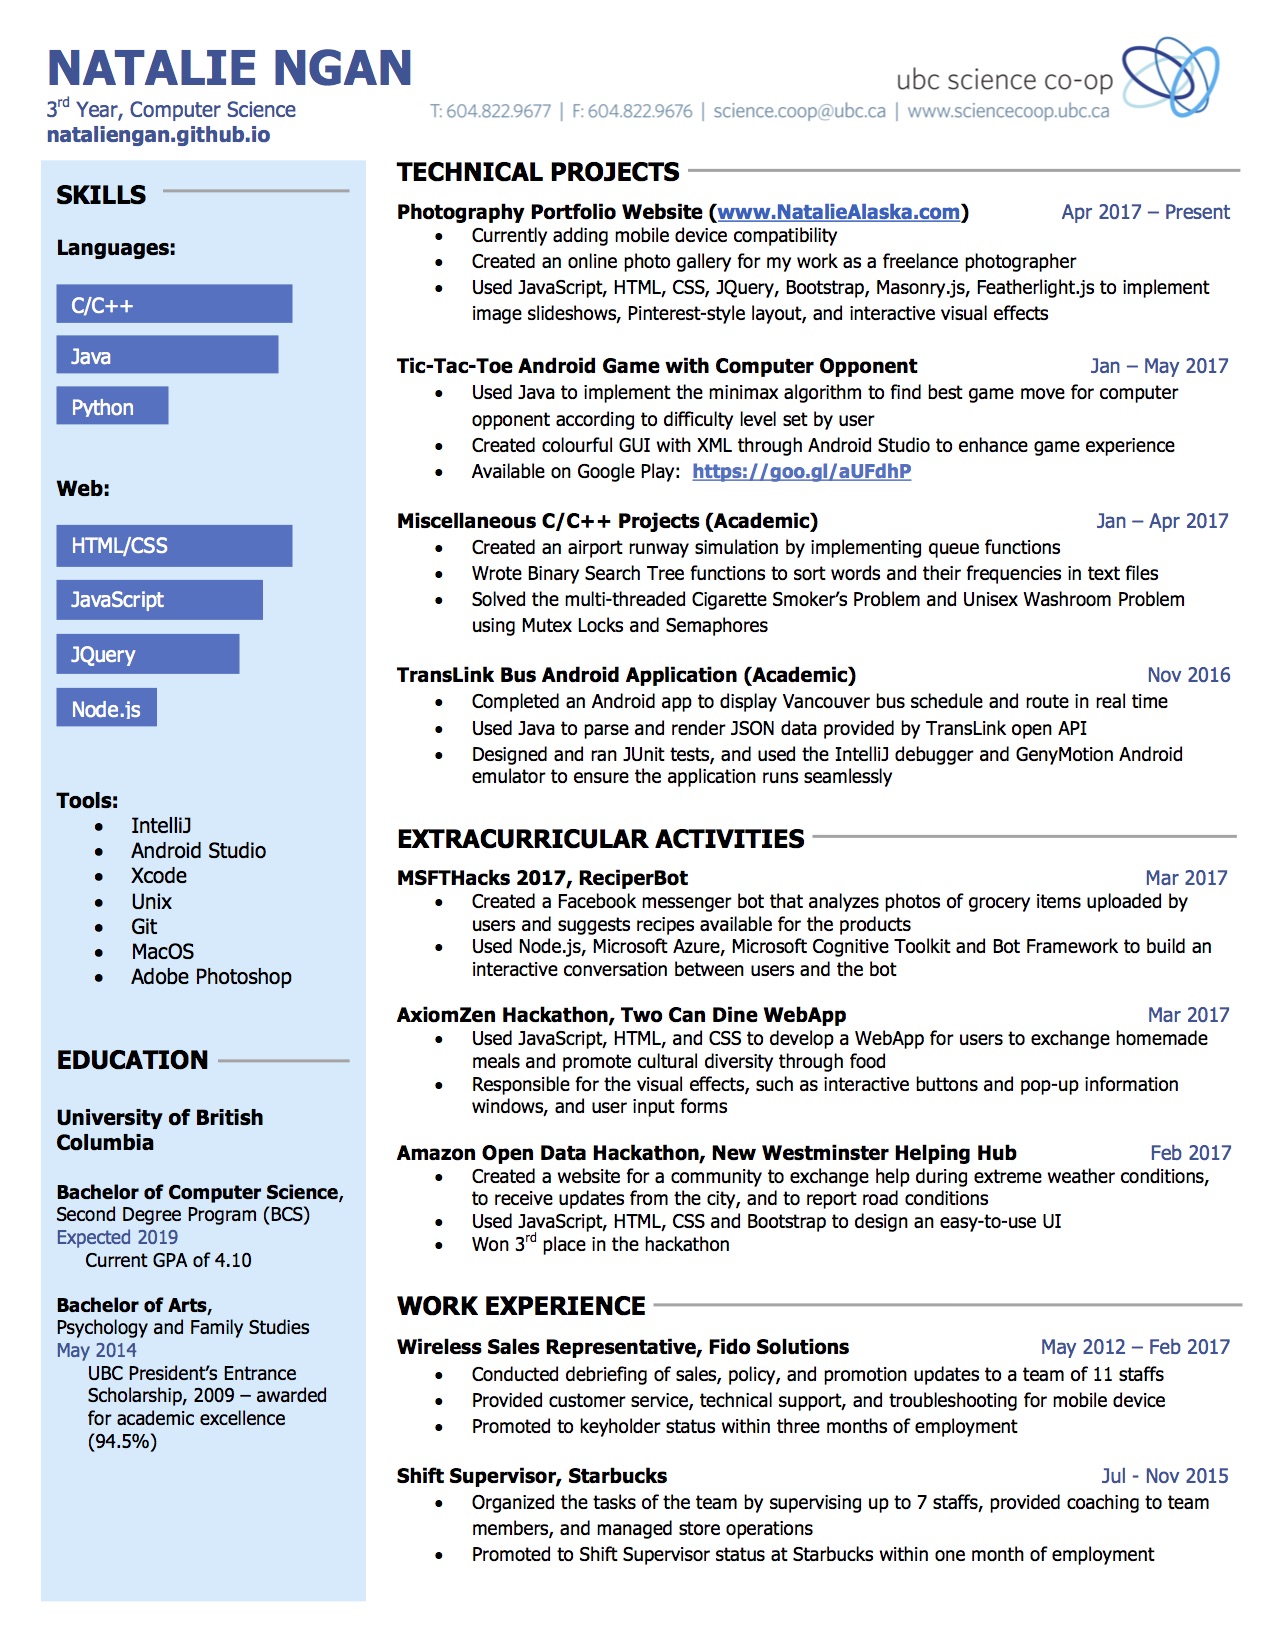 NATALIE NGAN
3rd Year, Computer Science
nataliengan.github.io
ubc science co-op
T: 604.822.9677 | F: 604.822.9676 | science.coop@ubc.ca | www.sciencecoop.ubc.ca
SKILLS
Languages:
C/C++
Java
Python
Web:
HTML/CSS
JavaScript
JQuery
Node.js
Tools:
• IntelliJ
• Android Studio
• Xcode
• Unix
• Git
• MacOS
• Adobe Photoshop
EDUCATION
University of British
Columbia
Bachelor of Computer Science,
Second Degree Program (BCS)
Expected 2019
Current GPA of 4.10
Bachelor of Arts,
Psychology and Family Studies
May 2014
UBC President's Entrance
Scholarship, 2009 – awarded
for academic excellence
(94.5%)
TECHNICAL PROJECTS
Photography Portfolio Website (www.NatalieAlaska.com) Apr 2017 – Present
• Currently adding mobile device compatibility
• Created an online photo gallery for my work as a freelance photographer
• Used JavaScript, HTML, CSS, JQuery, Bootstrap, Masonry.js, Featherlight.js to implement
image slideshows, Pinterest-style layout, and interactive visual effects
Tic-Tac-Toe Android Game with Computer Opponent Jan – May 2017
• Used Java to implement the minimax algorithm to find best game move for computer
opponent according to difficulty level set by user
• Created colourful GUI with XML through Android Studio to enhance game experience
• Available on Google Play: https://goo.gl/aUFdhP
Miscellaneous C/C++ Projects (Academic) Jan – Apr 2017
• Created an airport runway simulation by implementing queue functions
• Wrote Binary Search Tree functions to sort words and their frequencies in text files
• Solved the multi-threaded Cigarette Smoker's Problem and Unisex Washroom Problem
using Mutex Locks and Semaphores
TransLink Bus Android Application (Academic) Nov 2016
• Completed an Android app to display Vancouver bus schedule and route in real time
• Used Java to parse and render JSON data provided by TransLink open API
• Designed and ran JUnit tests, and used the IntelliJ debugger and GenyMotion Android
emulator to ensure the application runs seamlessly
EXTRACURRICULAR ACTIVITIES
MSFTHacks 2017, ReciperBot Mar 2017
• Created a Facebook messenger bot that analyzes photos of grocery items uploaded by
users and suggests recipes available for the products
• Used Node.js, Microsoft Azure, Microsoft Cognitive Toolkit and Bot Framework to build an
interactive conversation between users and the bot
AxiomZen Hackathon, Two Can Dine WebApp Mar 2017
• Used JavaScript, HTML, and CSS to develop a WebApp for users to exchange homemade
meals and promote cultural diversity through food
• Responsible for the visual effects, such as interactive buttons and pop-up information
windows, and user input forms
Amazon Open Data Hackathon, New Westminster Helping Hub Feb 2017
• Created a website for a community to exchange help during extreme weather conditions,
to receive updates from the city, and to report road conditions
• Used JavaScript, HTML, CSS and Bootstrap to design an easy-to-use UI
• Won 3rd place in the hackathon
WORK EXPERIENCE
Wireless Sales Representative, Fido Solutions May 2012 – Feb 2017
• Conducted debriefing of sales, policy, and promotion updates to a team of 11 staffs
• Provided customer service, technical support, and troubleshooting for mobile device
• Promoted to keyholder status within three months of employment
Shift Supervisor, Starbucks Jul - Nov 2015
• Organized the tasks of the team by supervising up to 7 staffs, provided coaching to team
members, and managed store operations
• Promoted to Shift Supervisor status at Starbucks within one month of employment